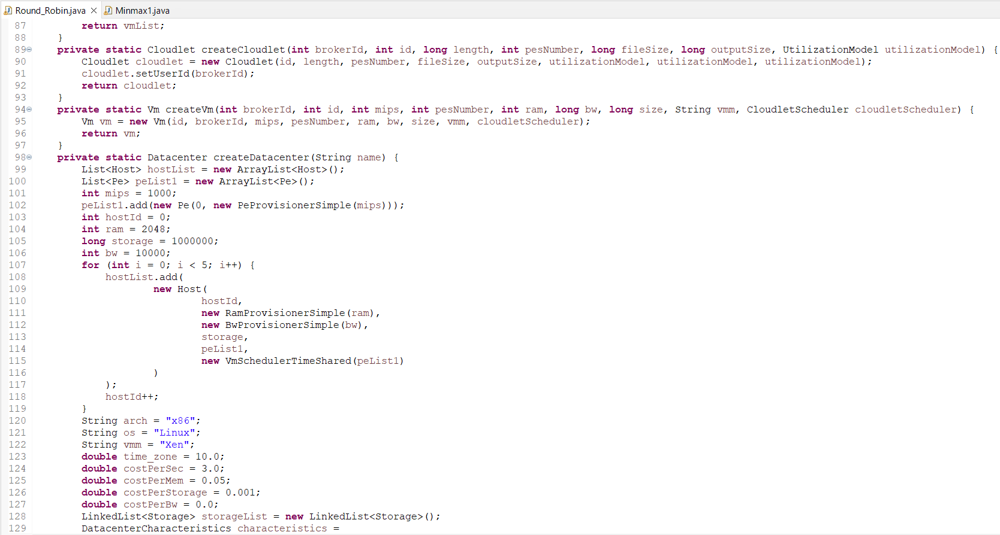 Round_Robin.java Minmax1.java
87 return vmList;
88 }
89 private static Cloudlet createCloudlet(int brokerId, int id, long length, int pesNumber, long fileSize, long outputSize, UtilizationModel utilizationModel) {
90 Cloudlet cloudlet = new Cloudlet(id, length, pesNumber, fileSize, outputSize, utilizationModel, utilizationModel, utilizationModel);
91 cloudlet.setUserId(brokerId);
92 return cloudlet;
93 }
94 private static Vm createVm(int brokerId, int id, int mips, int pesNumber, int ram, long bw, long size, String vmm, CloudletScheduler cloudletScheduler) {
95 Vm vm = new Vm(id, brokerId, mips, pesNumber, ram, bw, size, vmm, cloudletScheduler);
96 return vm;
97 }
98 private static Datacenter createDatacenter(String name) {
99 List<Host> hostList = new ArrayList<Host>();
100 List<Pe> peList1 = new ArrayList<Pe>();
101 int mips = 1000;
102 peList1.add(new Pe(0, new PeProvisionerSimple(mips)));
103 int hostId = 0;
104 int ram = 2048;
105 long storage = 1000000;
106 int bw = 10000;
107 for (int i = 0; i < 5; i++) {
108 hostList.add(
109 new Host(
110 hostId,
111 new RamProvisionerSimple(ram),
112 new BwProvisionerSimple(bw),
113 storage,
114 peList1,
115 new VmSchedulerTimeShared(peList1)
116 )
117 );
118 hostId++;
119 }
120 String arch = "x86";
121 String os = "Linux";
122 String vmm = "Xen";
123 double time_zone = 10.0;
124 double costPerSec = 3.0;
125 double costPerMem = 0.05;
126 double costPerStorage = 0.001;
127 double costPerBw = 0.0;
128 LinkedList<Storage> storageList = new LinkedList<Storage>();
129 DatacenterCharacteristics characteristics =